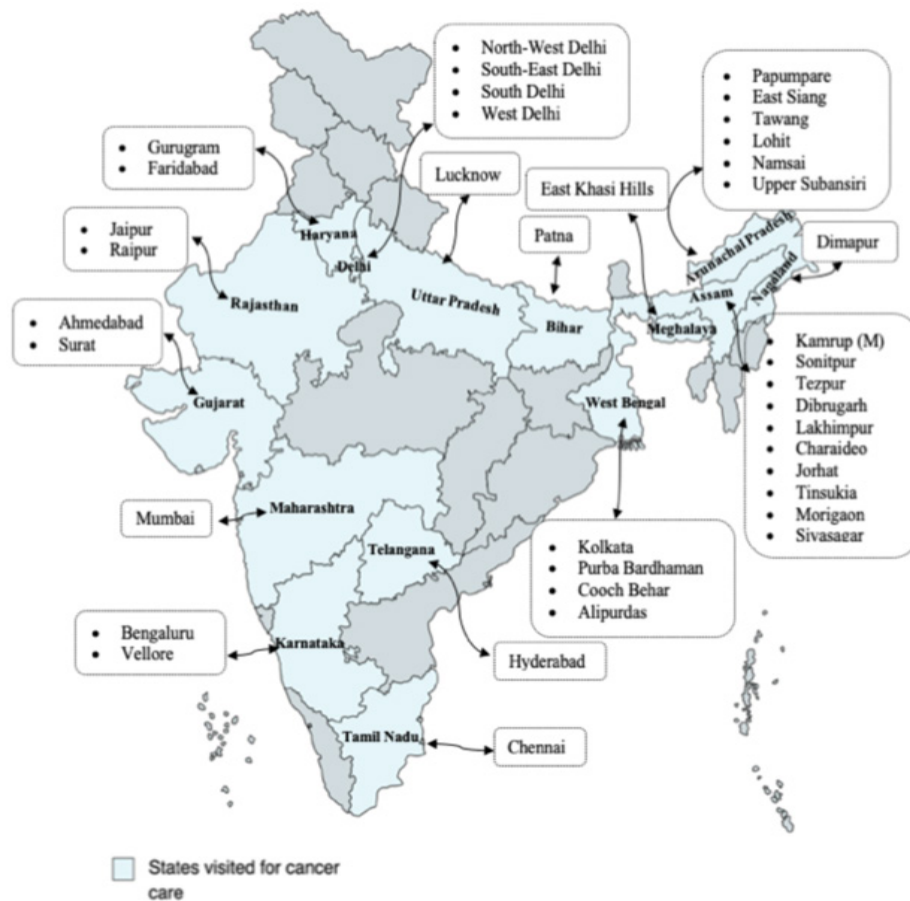 • North-West Delhi
• South-East Delhi
• South Delhi
• West Delhi
• Papumpare
• East Siang
• Tawang
• Lohit
• Namsai
• Upper Subansiri
• Gurugram
• Faridabad
Lucknow
East Khasi Hills
• Jaipur
• Raipur
Patna
Dimapur
• Ahmedabad
• Surat
Haryana
Delhi
Rajasthan
Uttar Pradesh
Bihar
Arunachal Pradesh
Assam
Nagaland
Meghalaya
Gujarat
West Bengal
• Kamrup (M)
• Sonitpur
• Tezpur
• Dibrugarh
• Lakhimpur
• Charaideo
• Jorhat
• Tinsukia
• Morigaon
• Sivasagar
Mumbai
Maharashtra
Telangana
• Kolkata
• Purba Bardhaman
• Cooch Behar
• Alipurdas
• Bengaluru
• Vellore
Karnataka
Hyderabad
Tamil Nadu
Chennai
States visited for cancer
care